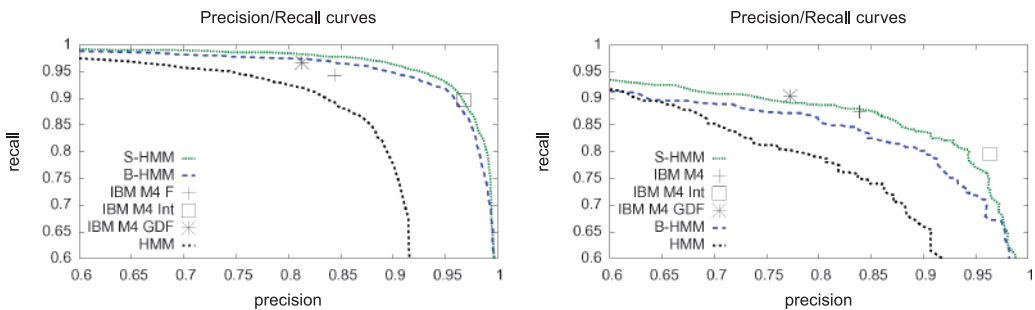 Precision/Recall curves
1
0.95
0.9
0.85
0.8
0.75
0.7
0.65
0.6
recall
S-HMM
B-HMM
IBM M4 F
IBM M4 Int
IBM M4 GDF
HMM
0.6 0.65 0.7 0.75 0.8 0.85 0.9 0.95 1
precision
Precision/Recall curves
1
0.95
0.9
0.85
0.8
0.75
0.7
0.65
0.6
recall
S-HMM
IBM M4
IBM M4 Int
IBM M4 GDF
B-HMM
HMM
0.6 0.65 0.7 0.75 0.8 0.85 0.9 0.95 1
precision